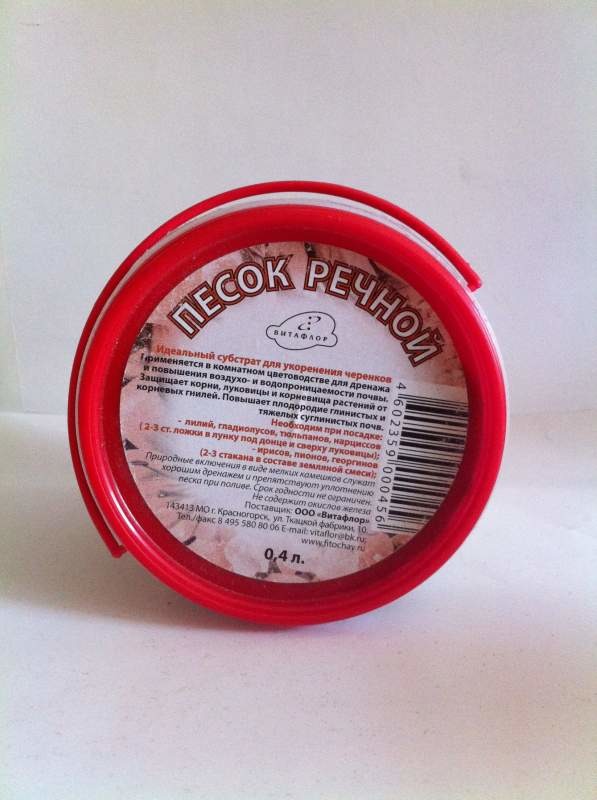 ПЕСОК РЕЧНОЙ
ВИТАФЛОР
Идеальный субстрат для укоренения черенков
Применяется в комнатном цветоводстве для дренажа
и повышения воздухо- и водопроницаемости почвы.
Защищает корни, луковицы и корневища растений от
корневых гнилей. Повышает плодородие глинистых и
тяжелых суглинистых почв.
Необходим при посадке:
- лилий, гладиолусов, тюльпанов, нарциссов
( 2-3 ст. ложки в лунку под донце и сверху луковицы);
- ирисов, пионов, георгинов
(2-3 стакана в составе земляной смеси);
Природные включения в виде мелких камешков служат
хорошим дренажем и препятствуют уплотнению
песка при поливе. Срок годности не ограничен.
Не содержит окислов железа
Поставщик: ООО «Витафлор»
143413 МО г. Красногорск, ул. Ткацкой фабрики, 10.
Тел./факс 8 495 580 80 06 E-mail: vitaflor@bk.ru;
www.fitochay.ru
0,4 л.
4602359000456